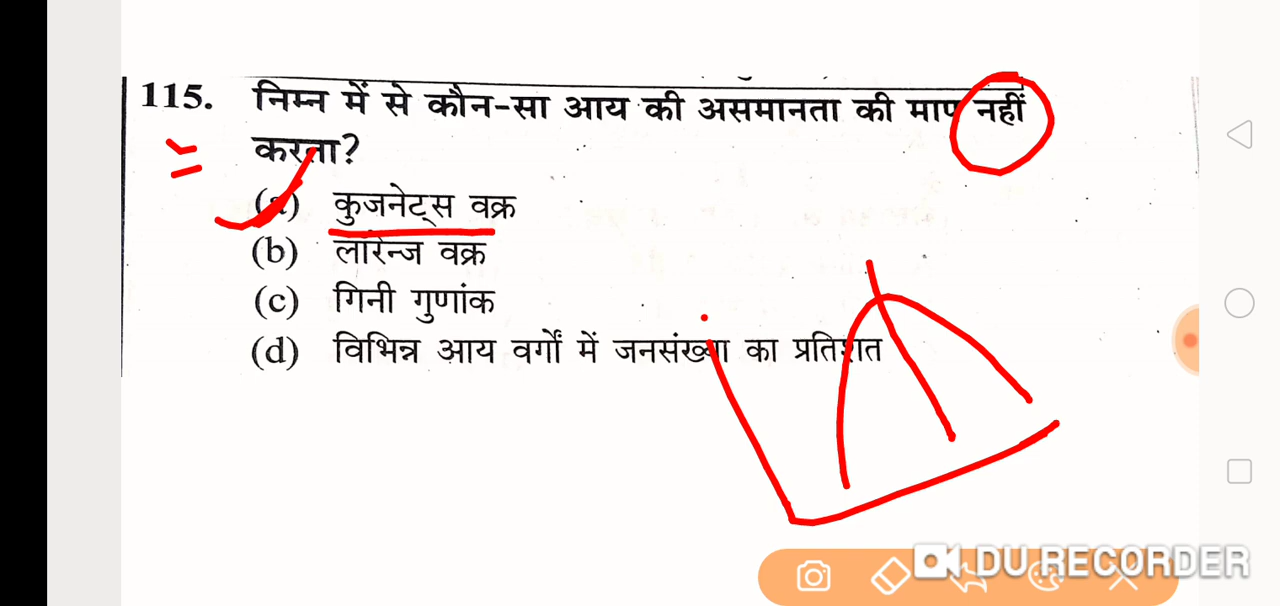 115. निम्न में से कौन-सा आय की असमानता की माप नहीं
करता?
(a) कुजनेट्स वक्र
(b) लारेन्ज वक्र
(c) गिनी गुणांक
(d) विभिन्न आय वर्गों में जनसंख्या का प्रतिशत
DU RECORDER